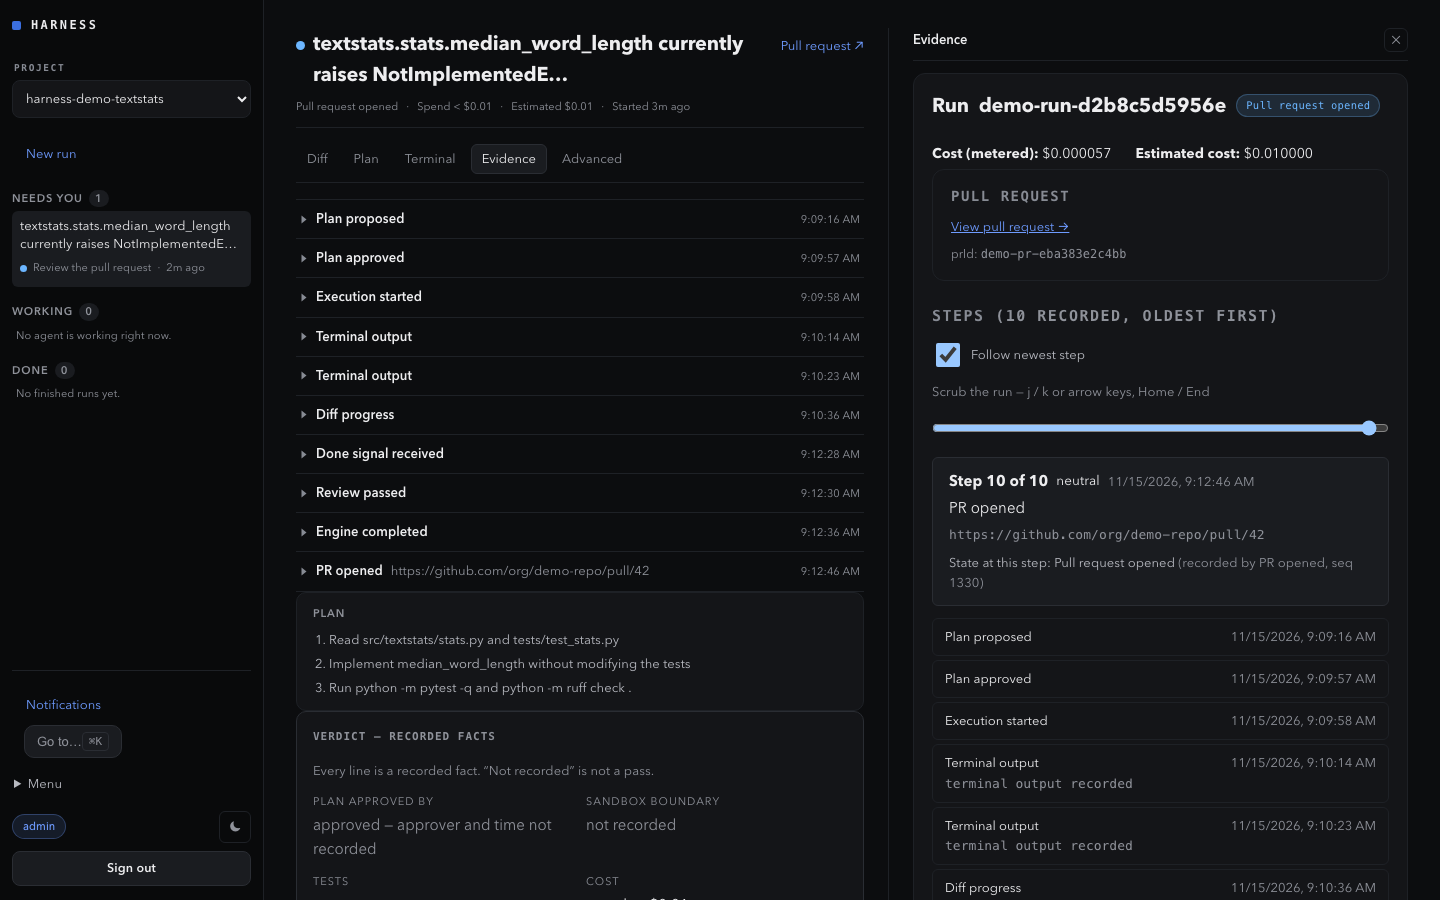 HARNESS
PROJECT
harness-demo-textstats
New run
NEEDS YOU 1
textstats.stats.median_word_length
currently raises NotImplementedE…
Review the pull request · 2m ago
WORKING 0
No agent is working right now.
DONE 0
No finished runs yet.
Notifications
Go to… ⌘K
Menu
admin
Sign out
textstats.stats.median_word_length currently
raises NotImplementedE…
Pull request ↗
Pull request opened · Spend < $0.01 · Estimated $0.01 · Started 3m ago
Diff Plan Terminal Evidence Advanced
Plan proposed 9:09:16 AM
Plan approved 9:09:57 AM
Execution started 9:09:58 AM
Terminal output 9:10:14 AM
Terminal output 9:10:23 AM
Diff progress 9:10:36 AM
Done signal received 9:12:28 AM
Review passed 9:12:30 AM
Engine completed 9:12:36 AM
PR opened https://github.com/org/demo-repo/pull/42 9:12:46 AM
PLAN
1. Read src/textstats/stats.py and tests/test_stats.py
2. Implement median_word_length without modifying the tests
3. Run python -m pytest -q and python -m ruff check .
VERDICT — RECORDED FACTS
Every line is a recorded fact. “Not recorded” is not a pass.
PLAN APPROVED BY
approved — approver and time not
recorded
SANDBOX BOUNDARY
not recorded
TESTS
COST
Evidence
Run demo-run-d2b8c5d5956e Pull request opened
Cost (metered): $0.000057 Estimated cost: $0.010000
PULL REQUEST
View pull request →
prId: demo-pr-eba383e2c4bb
STEPS (10 RECORDED, OLDEST FIRST)
Follow newest step
Scrub the run — j / k or arrow keys, Home / End
Step 10 of 10 neutral 11/15/2026, 9:12:46 AM
PR opened
https://github.com/org/demo-repo/pull/42
State at this step: Pull request opened (recorded by PR opened, seq
1330)
Plan proposed 11/15/2026, 9:09:16 AM
Plan approved 11/15/2026, 9:09:57 AM
Execution started 11/15/2026, 9:09:58 AM
Terminal output 11/15/2026, 9:10:14 AM
terminal output recorded
Terminal output 11/15/2026, 9:10:23 AM
terminal output recorded
Diff progress 11/15/2026, 9:10:36 AM